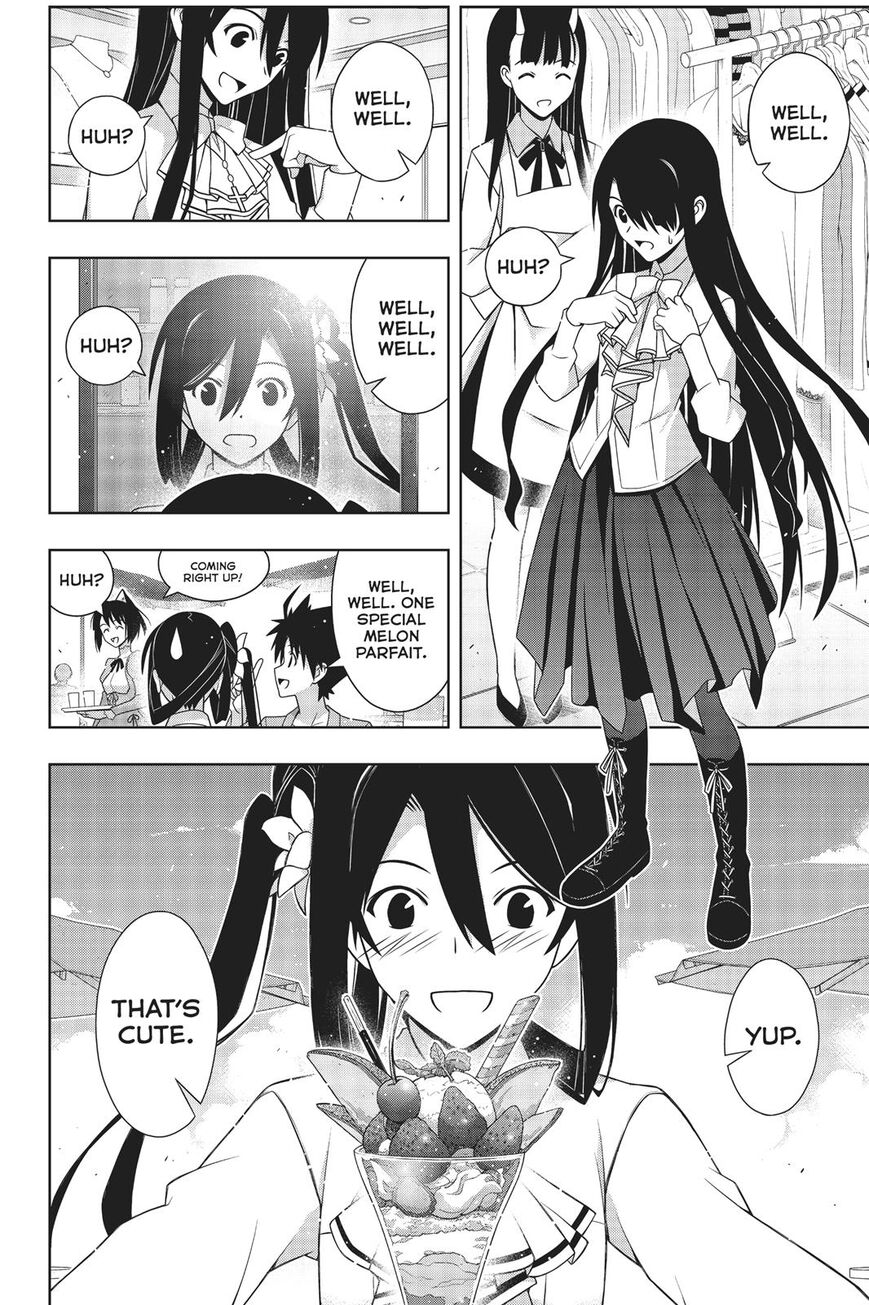 WELL,
WELL.
HUH?
WELL,
WELL.
HUH?
WELL,
WELL,
WELL.
HUH?
WELL,
WELL. ONE
SPECIAL
MELON
PARFAIT.
COMING
RIGHT UP!
HUH?
YUP.
THAT'S
CUTE.